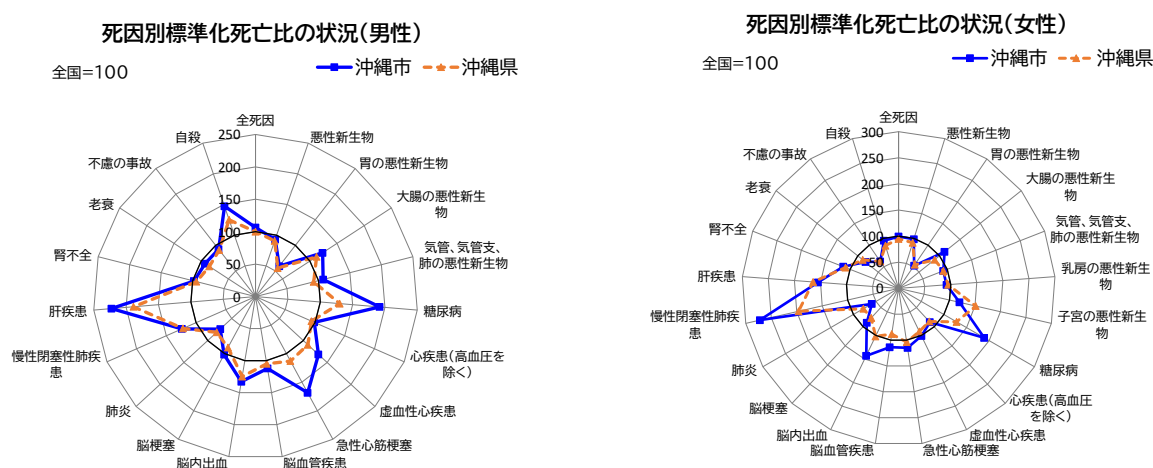 死因別標準化死亡比の状況(男性)
全国=100
沖縄市
沖縄県
全死因
悪性新生物
胃の悪性新生物
大腸の悪性新生
物
気管、気管支、
肺の悪性新生物
糖尿病
心疾患(高血圧を
除く)
虚血性心疾患
急性心筋梗塞
脳血管疾患
脳内出血
脳梗塞
肺炎
慢性閉塞性肺疾
患
肝疾患
腎不全
老衰
不慮の事故
自殺
250
200
150
100
50
0
死因別標準化死亡比の状況(女性)
全国=100
沖縄市
沖縄県
全死因
悪性新生物
胃の悪性新生物
大腸の悪性新生
物
気管、気管支、
肺の悪性新生物
乳房の悪性新生
物
子宮の悪性新生
物
糖尿病
心疾患(高血圧
を除く)
虚血性心疾患
急性心筋梗塞
脳血管疾患
脳内出血
脳梗塞
肺炎
慢性閉塞性肺疾
患
肝疾患
腎不全
老衰
不慮の事故
自殺
300
250
200
150
100
50
0